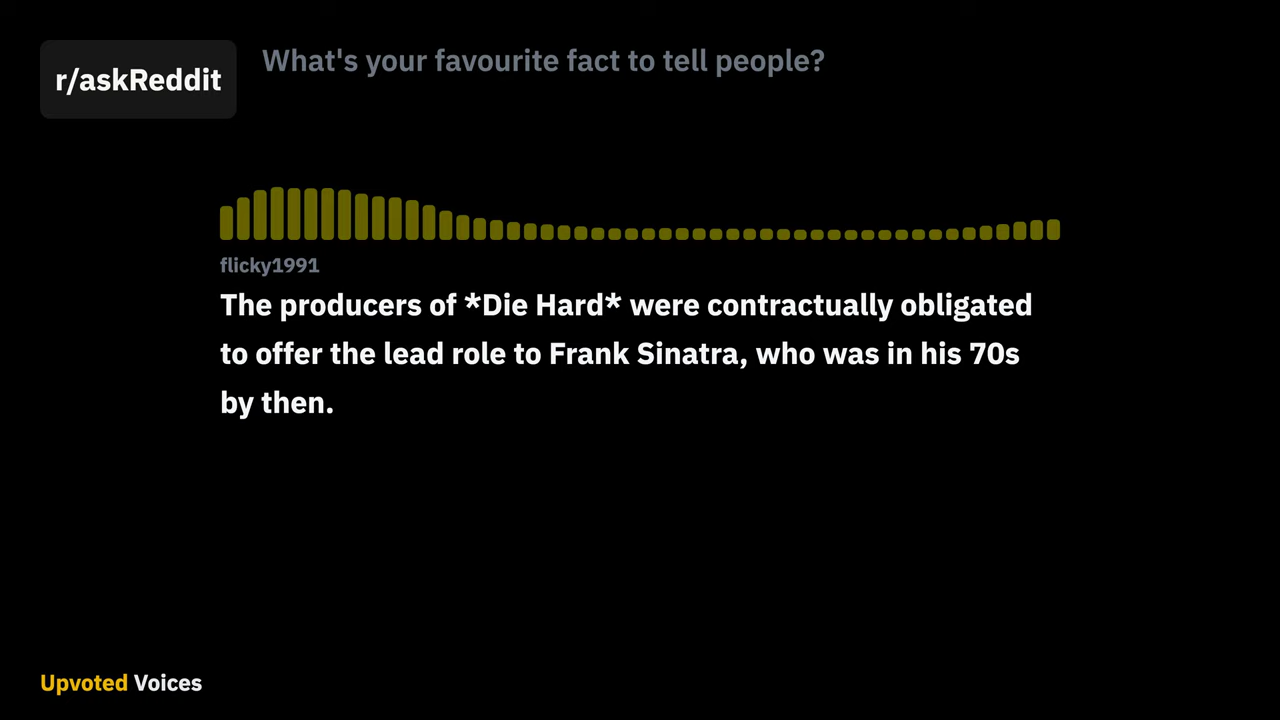 r/askReddit
What's your favourite fact to tell people?
flicky1991
The producers of *Die Hard* were contractually obligated
to offer the lead role to Frank Sinatra, who was in his 70s
by then.
Upvoted Voices